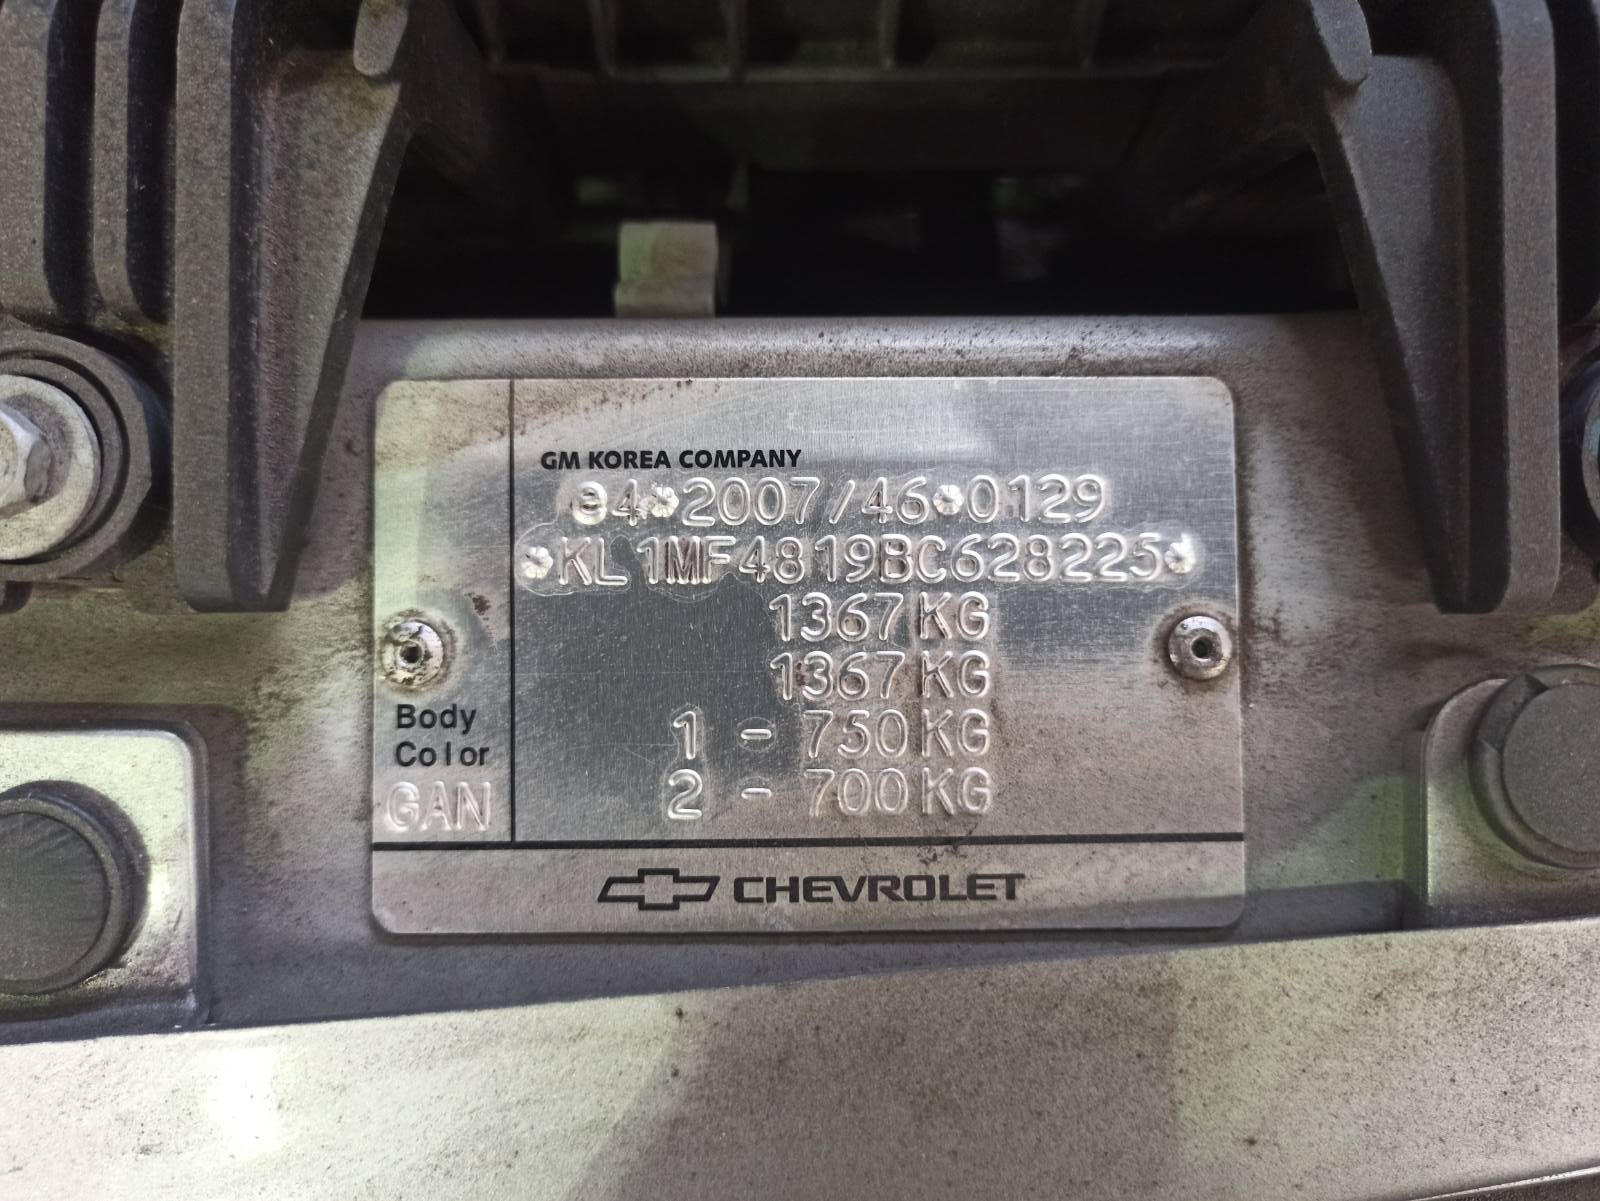 GM KOREA COMPANY
e4*2007/46*0129
*KL1MF4819BC628225*
1367KG
1367KG
1 - 750KG
2 - 700KG
Body
Color
GAN
CHEVROLET